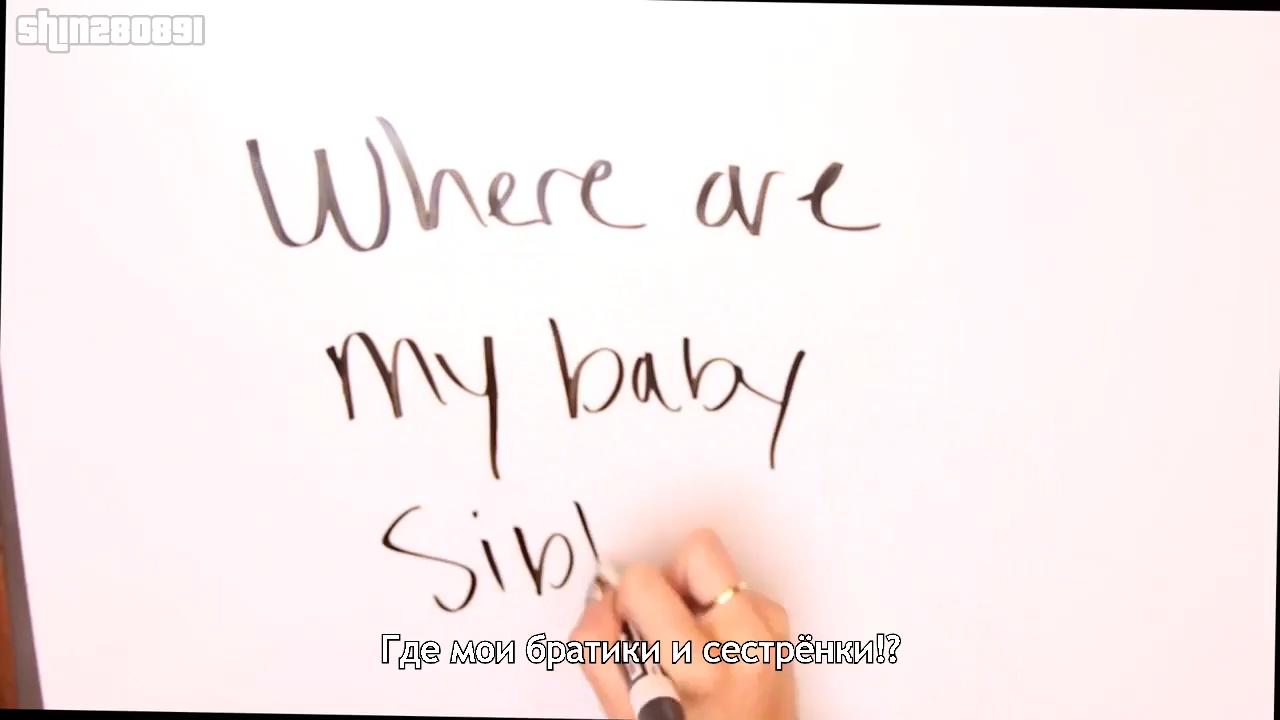 shin280891
Where are
my baby
Sibl
Где мои братики и сестрёнки!?